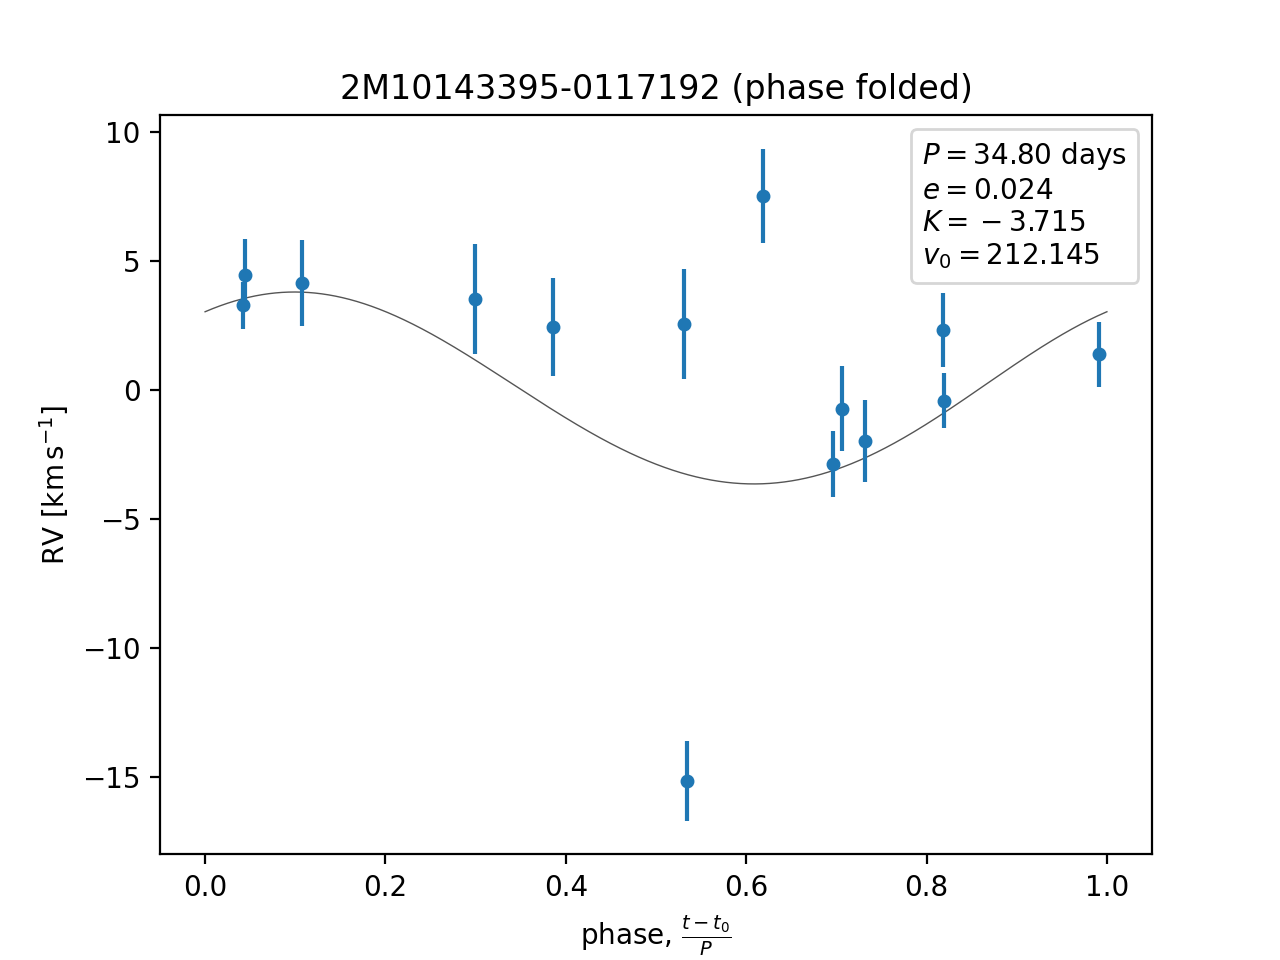 2M10143395-0117192 (phase folded)
P = 34.80 days
e = 0.024
K = −3.715
v₀ = 212.145
10
5
0
−5
−10
−15
RV [km s⁻¹]
0.0 0.2 0.4 0.6 0.8 1.0
phase, (t − t₀)/P